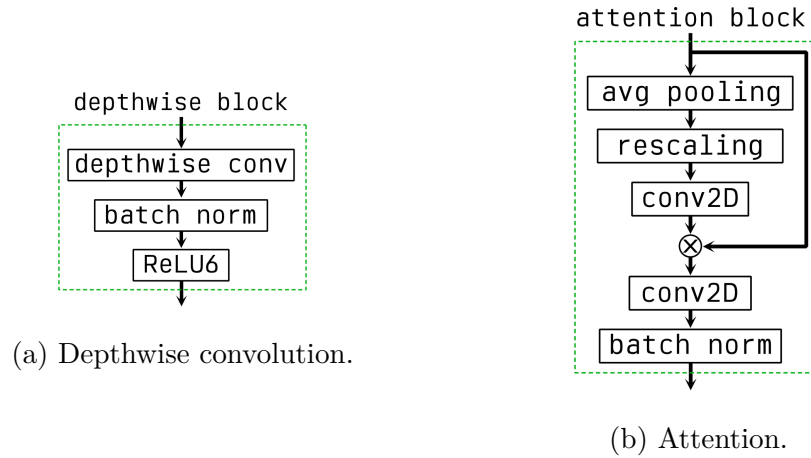 depthwise block
depthwise conv
batch norm
ReLU6
(a) Depthwise convolution.
attention block
avg pooling
rescaling
conv2D
conv2D
batch norm
(b) Attention.